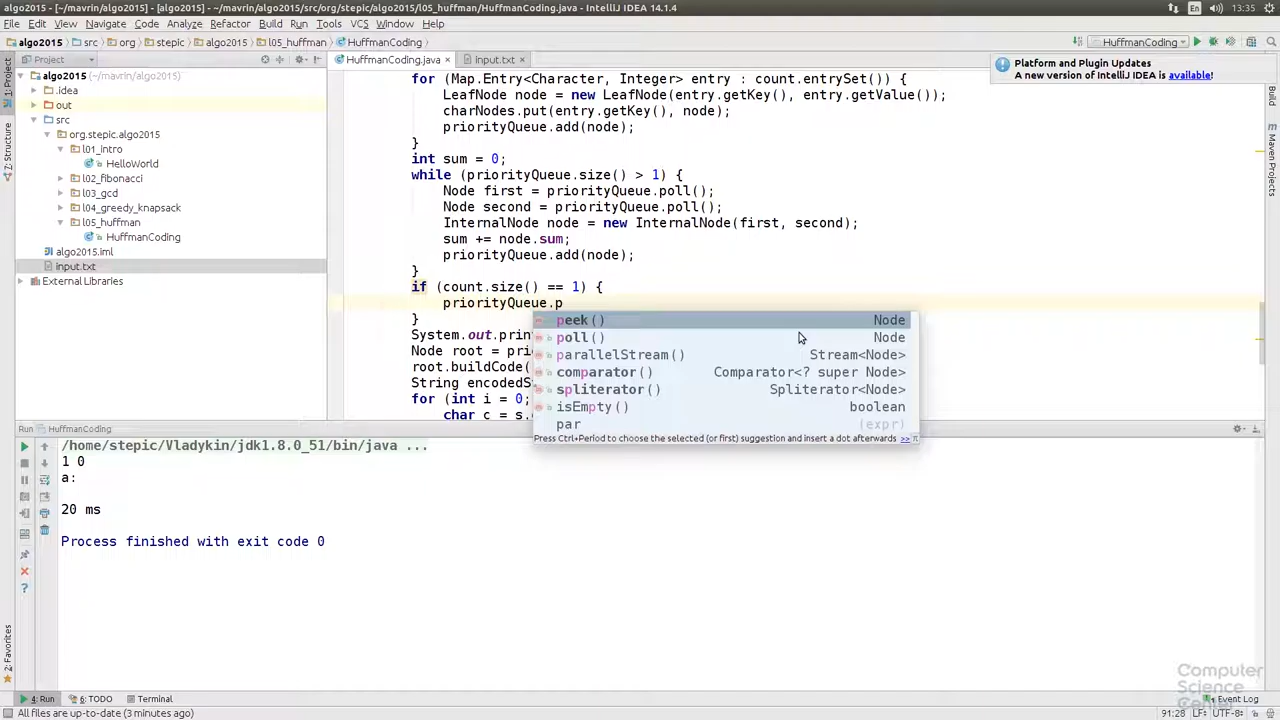 algo2015 - [~/mavrin/algo2015] - [algo2015] - ~/mavrin/algo2015/src/org/stepic/algo2015/l05_huffman/HuffmanCoding.java - IntelliJ IDEA 14.1.4
En
13:35
File Edit View Navigate Code Analyze Refactor Build Run Tools VCS Window Help
algo2015 src org stepic algo2015 l05_huffman HuffmanCoding
HuffmanCoding
Project
HuffmanCoding.java
input.txt
Platform and Plugin Updates
A new version of IntelliJ IDEA is available!
1: Project
7: Structure
2: Favorites
Build
Maven Projects
algo2015 (~/mavrin/algo2015)
.idea
out
src
org.stepic.algo2015
l01_intro
HelloWorld
l02_fibonacci
l03_gcd
l04_greedy_knapsack
l05_huffman
HuffmanCoding
algo2015.iml
input.txt
External Libraries
for (Map.Entry<Character, Integer> entry : count.entrySet()) {
LeafNode node = new LeafNode(entry.getKey(), entry.getValue());
charNodes.put(entry.getKey(), node);
priorityQueue.add(node);
}
int sum = 0;
while (priorityQueue.size() > 1) {
Node first = priorityQueue.poll();
Node second = priorityQueue.poll();
InternalNode node = new InternalNode(first, second);
sum += node.sum;
priorityQueue.add(node);
}
if (count.size() == 1) {
priorityQueue.p
}
System.out.prin
Node root = pri
root.buildCode(
String encodedS
for (int i = 0;
char c = s.
peek() Node
poll() Node
parallelStream() Stream<Node>
comparator() Comparator<? super Node>
spliterator() Spliterator<Node>
isEmpty() boolean
par (expr)
Press Ctrl+Period to choose the selected (or first) suggestion and insert a dot afterwards >> π
Run HuffmanCoding
/home/stepic/Vladykin/jdk1.8.0_51/bin/java ...
1 0
a:
20 ms
Process finished with exit code 0
Computer
Science
Center
4: Run 6: TODO Terminal
Event Log
All files are up-to-date (3 minutes ago)
91:28 LF÷ UTF-8÷